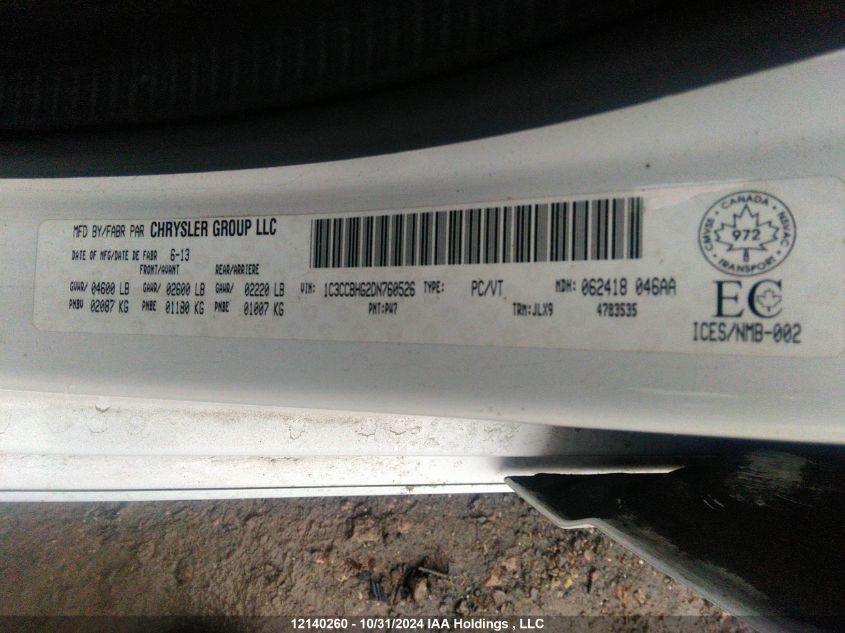 MFD BY/FABR PAR CHRYSLER GROUP LLC
DATE OF MFG/DATE DE FABR 6-13
FRONT/AVANT REAR/ARRIERE
GVWR/ 04600 LB GAWR/ 02600 LB GAWR/ 02220 LB
PNBV 02087 KG PNBE 01180 KG PNBE 01007 KG
VIN: 1C3CCBHG2DN760526 TYPE: PC/VT MDH: 062418 046AA
PNT:PW7 TRM:JLX9 4783535
CMVSS • CANADA • NSVAC
972
TRANSPORT
EC
ICES/NMB-002
12140260 - 10/31/2024 IAA Holdings , LLC